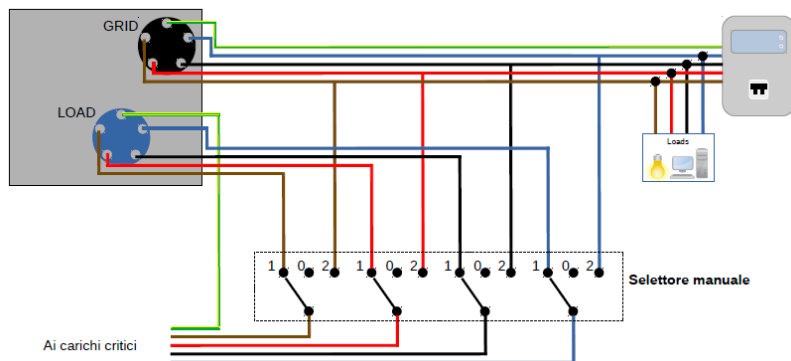 GRID
LOAD
Loads
1 0 2 1 0 2 1 0 2 1 0 2
Selettore manuale
Ai carichi critici